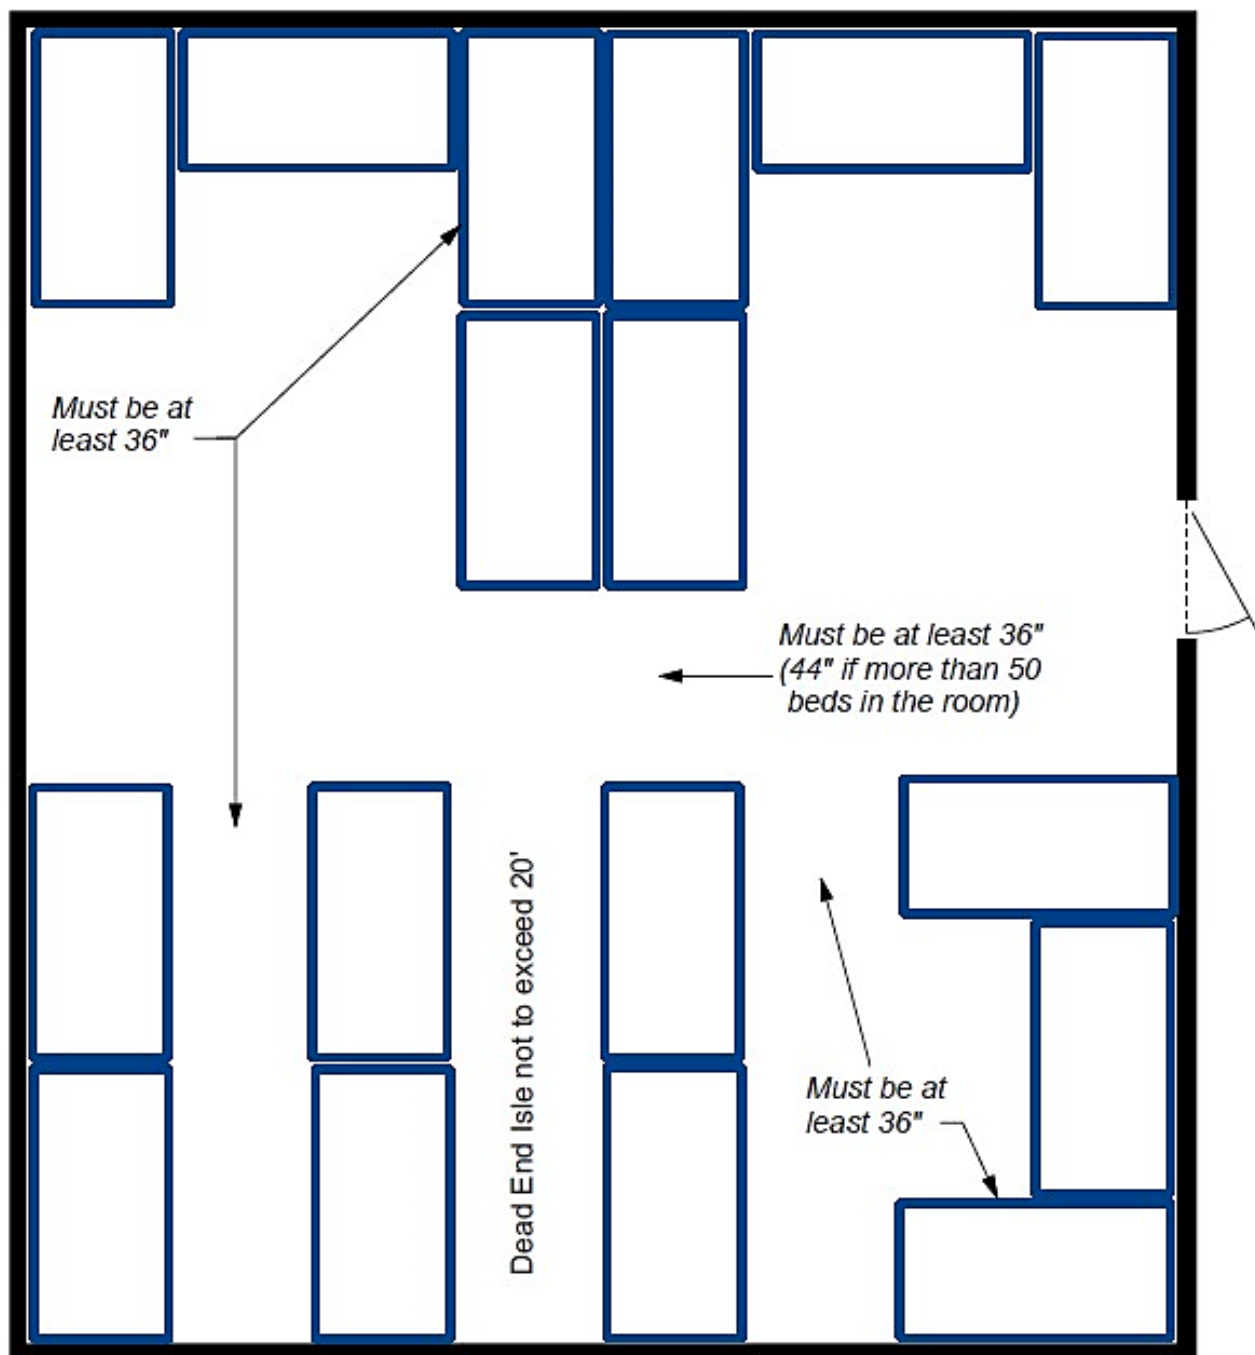 Must be at
least 36"
Must be at least 36"
(44" if more than 50
beds in the room)
Dead End Isle not to exceed 20'
Must be at
least 36"